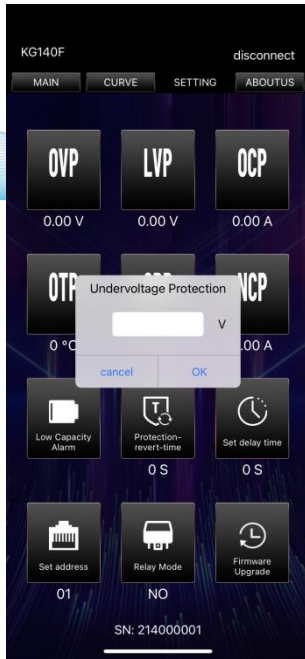 KG140F
disconnect
MAIN CURVE SETTING ABOUTUS
OVP LVP OCP
0.00 V 0.00 V 0.00 A
OTP NCP
Undervoltage Protection
V
0 °C .00 A
cancel OK
Low Capacity Alarm
Protection-revert-time
Set delay time
0 S 0 S
Set address
Relay Mode
Firmware Upgrade
01 NO
SN: 214000001